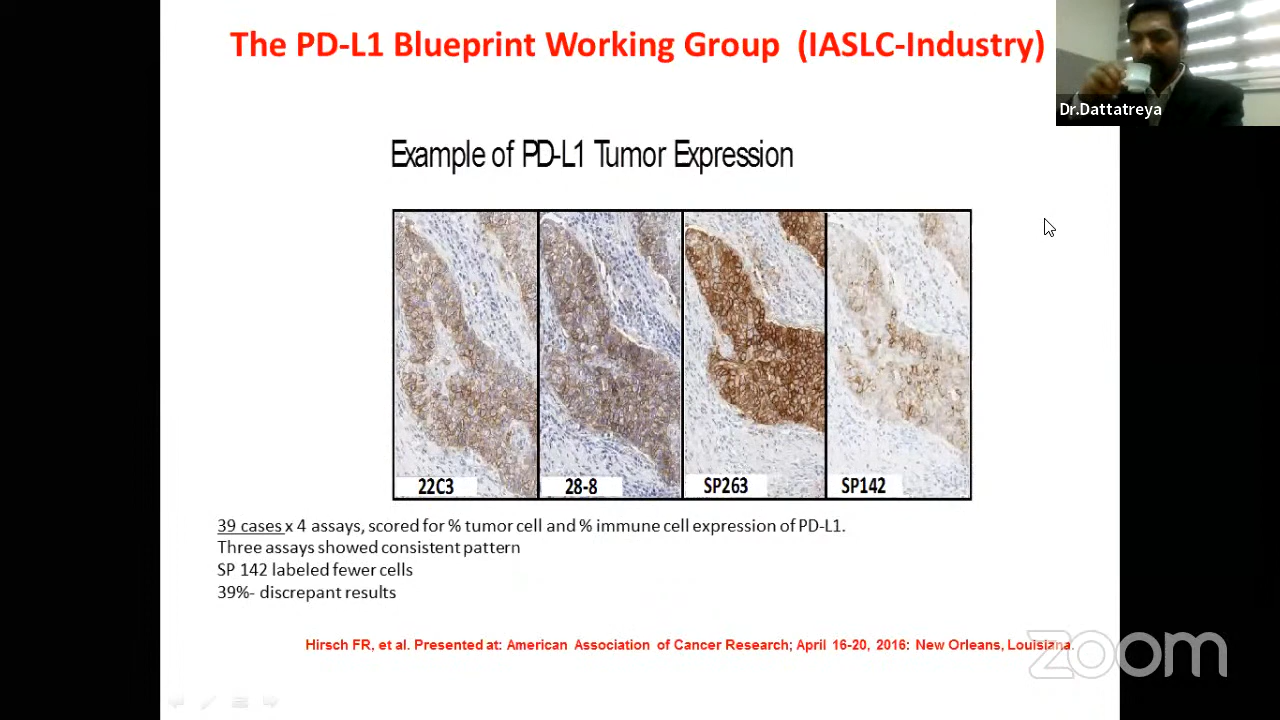 The PD-L1 Blueprint Working Group (IASLC-Industry)
Dr.Dattatreya
Example of PD-L1 Tumor Expression
22C3
28-8
SP263
SP142
39 cases x 4 assays, scored for % tumor cell and % immune cell expression of PD-L1.
Three assays showed consistent pattern
SP 142 labeled fewer cells
39%- discrepant results
Hirsch FR, et al. Presented at: American Association of Cancer Research; April 16-20, 2016: New Orleans, Louisiana.
zoom